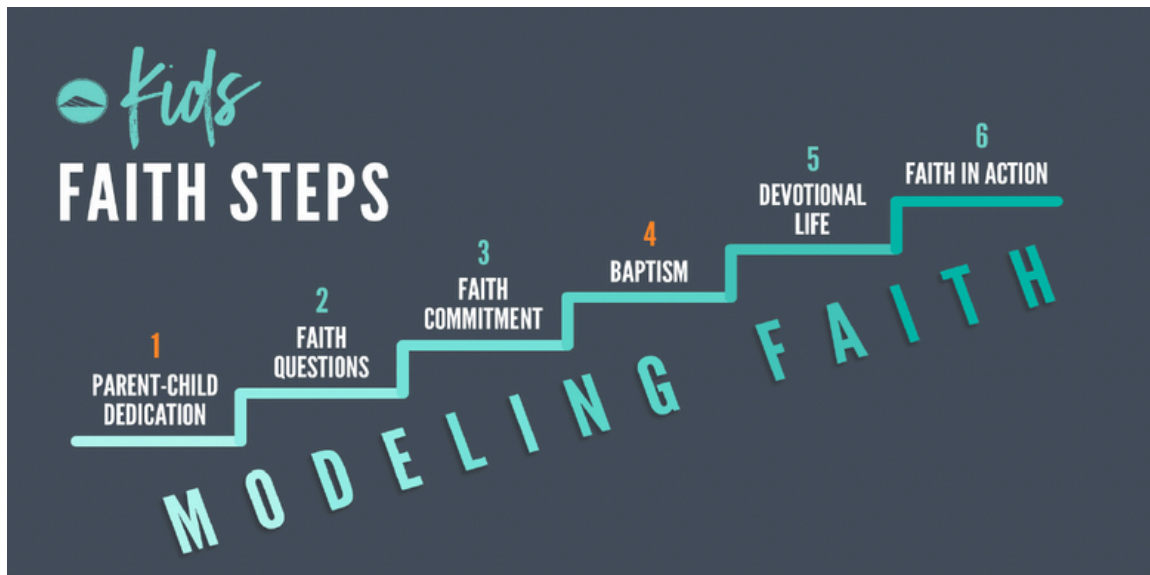 Kids
FAITH STEPS
1
PARENT-CHILD
DEDICATION
2
FAITH
QUESTIONS
3
FAITH
COMMITMENT
4
BAPTISM
5
DEVOTIONAL
LIFE
6
FAITH IN ACTION
MODELING FAITH